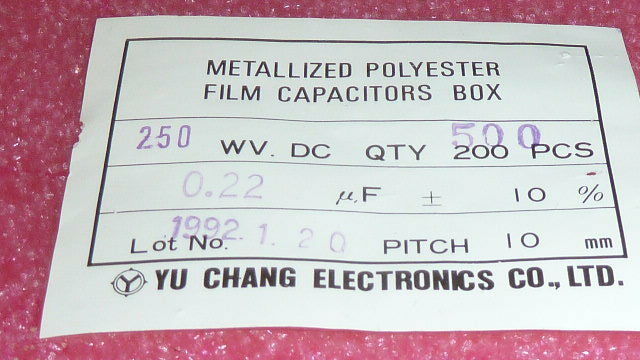 METALLIZED POLYESTER
FILM CAPACITORS BOX
250 WV. DC QTY 200 PCS 500
0.22 μ.F ± 10 %
Lot No. 1992.1.20 PITCH 10 mm
YU CHANG ELECTRONICS CO., LTD.